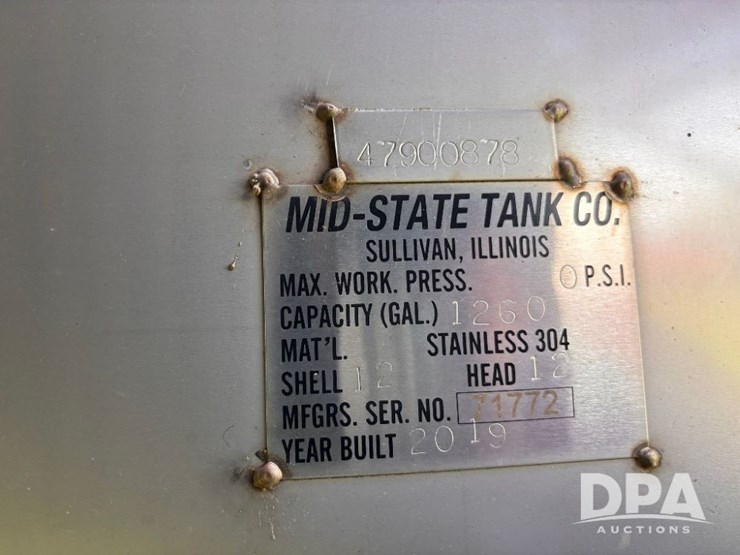 47900878
MID-STATE TANK CO.
SULLIVAN, ILLINOIS
MAX. WORK. PRESS. 0 P.S.I.
CAPACITY (GAL.) 1260
MAT'L. STAINLESS 304
SHELL 12 HEAD 12
MFGRS. SER. NO. 71772
YEAR BUILT 2019
DPA
AUCTIONS